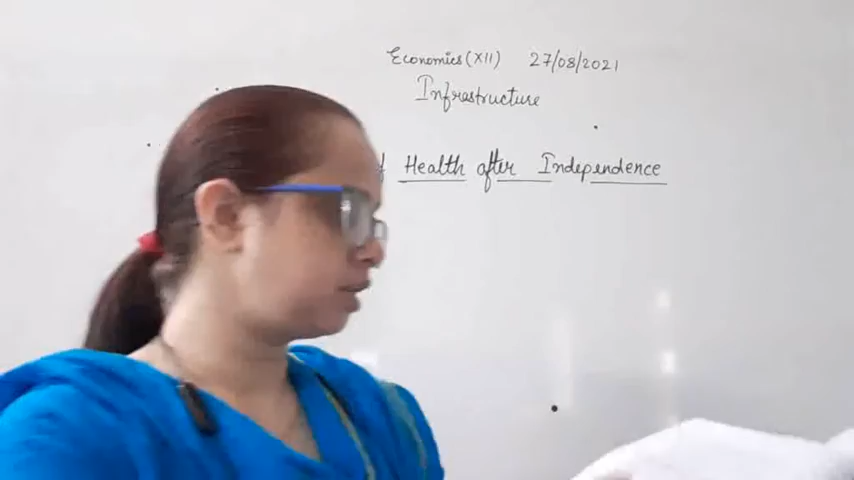 Economics(XII) 27/08/2021
Infrastructure
Health after Independence